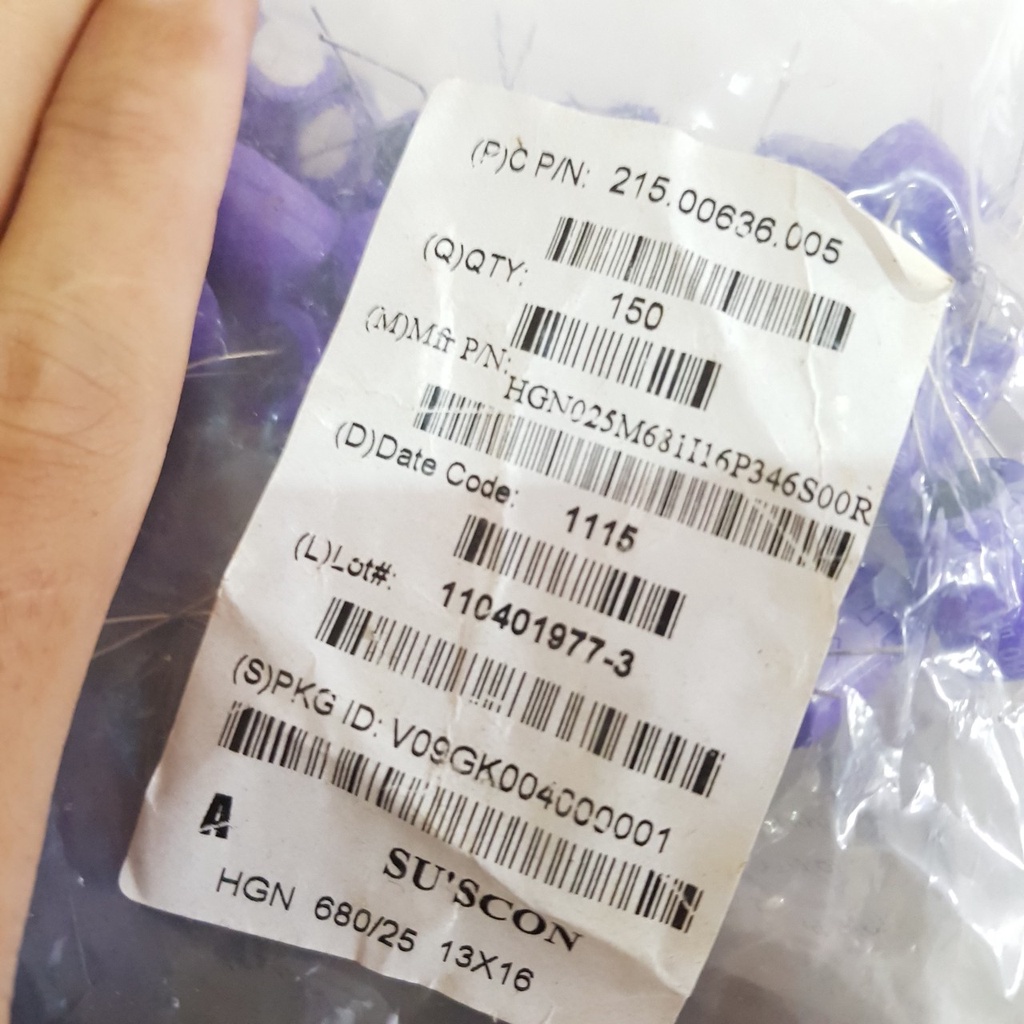 (P)C P/N: 215.00636.005
(Q)QTY: 150
(M)Mfr P/N: HGN025M681I16P346S00R
(D)Date Code: 1115
(L)Lot#: 110401977-3
(S)PKG ID: V09GK004000001
A
SU'SCON
HGN 680/25 13X16